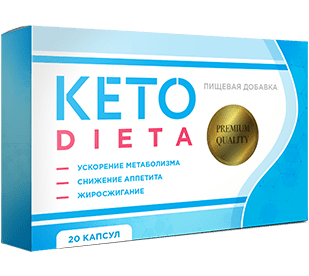 KETO
DIETA
ПИЩЕВАЯ ДОБАВКА
PREMIUM
QUALITY
УСКОРЕНИЕ МЕТАБОЛИЗМА
СНИЖЕНИЕ АППЕТИТА
ЖИРОСЖИГАНИЕ
20 КАПСУЛ